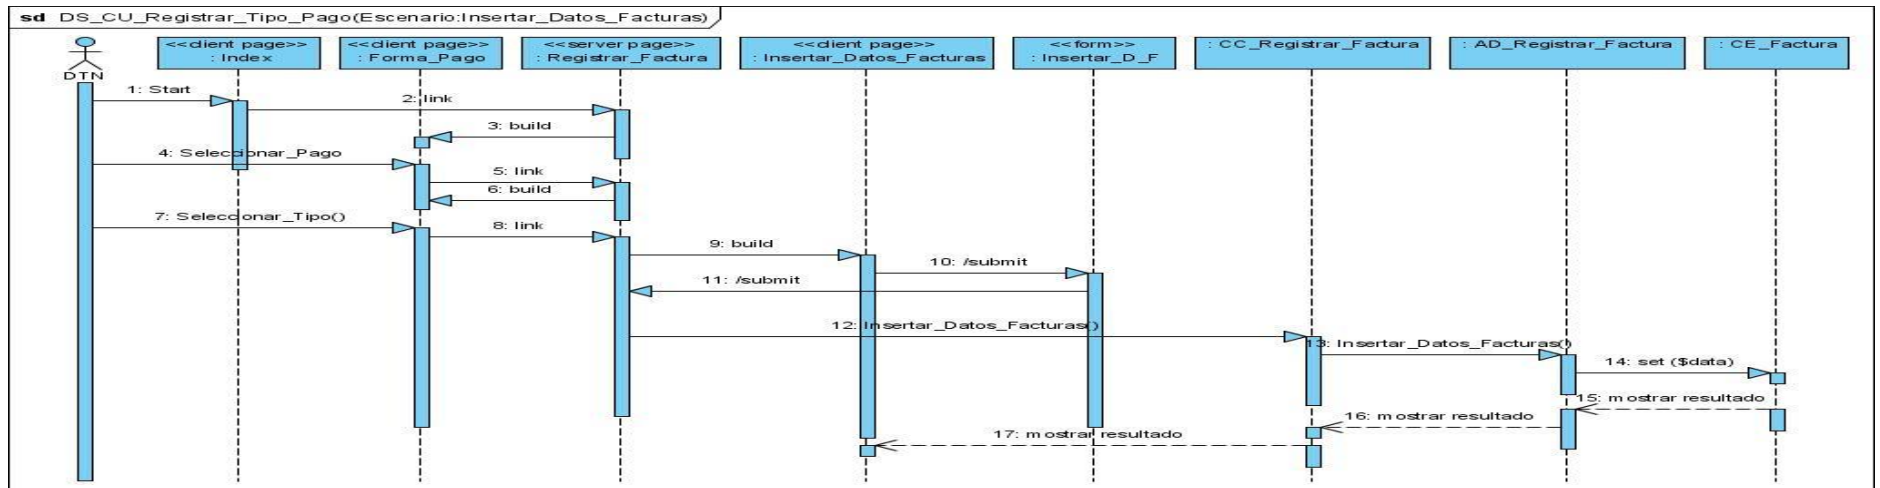 sd DS_CU_Registrar_Tipo_Pago(Escenario:Insertar_Datos_Facturas)
DTN
<<client page>>
: Index
<<client page>>
: Forma_Pago
<<server page>>
: Registrar_Factura
<<client page>>
: Insertar_Datos_Facturas
<<form>>
: Insertar_D_F
: CC_Registrar_Factura
: AD_Registrar_Factura
: CE_Factura
1: Start
2: link
3: build
4: Seleccionar_Pago
5: link
6: build
7: Seleccionar_Tipo()
8: link
9: build
10: /submit
11: /submit
12: Insertar_Datos_Facturas()
13: Insertar_Datos_Facturas()
14: set ($data)
15: mostrar resultado
16: mostrar resultado
17: mostrar resultado